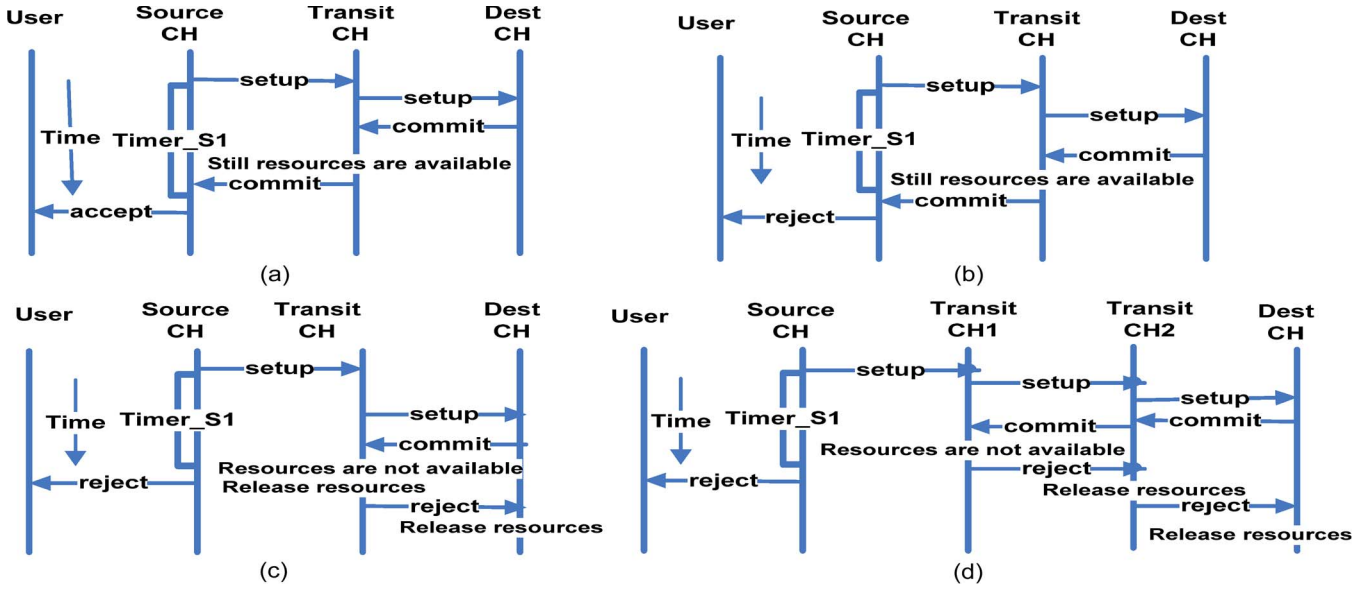 User
Source
CH
Transit
CH
Dest
CH
setup
setup
Time
Timer_S1
commit
Still resources are available
commit
accept
(a)
User
Source
CH
Transit
CH
Dest
CH
setup
setup
Time
Timer_S1
commit
Still resources are available
commit
reject
(b)
User
Source
CH
Transit
CH
Dest
CH
setup
setup
Time
Timer_S1
commit
Resources are not available
reject
Release resources
reject
Release resources
(c)
User
Source
CH
Transit
CH1
Transit
CH2
Dest
CH
setup
setup
setup
Time
Timer_S1
commit
commit
Resources are not available
reject
reject
Release resources
reject
Release resources
(d)